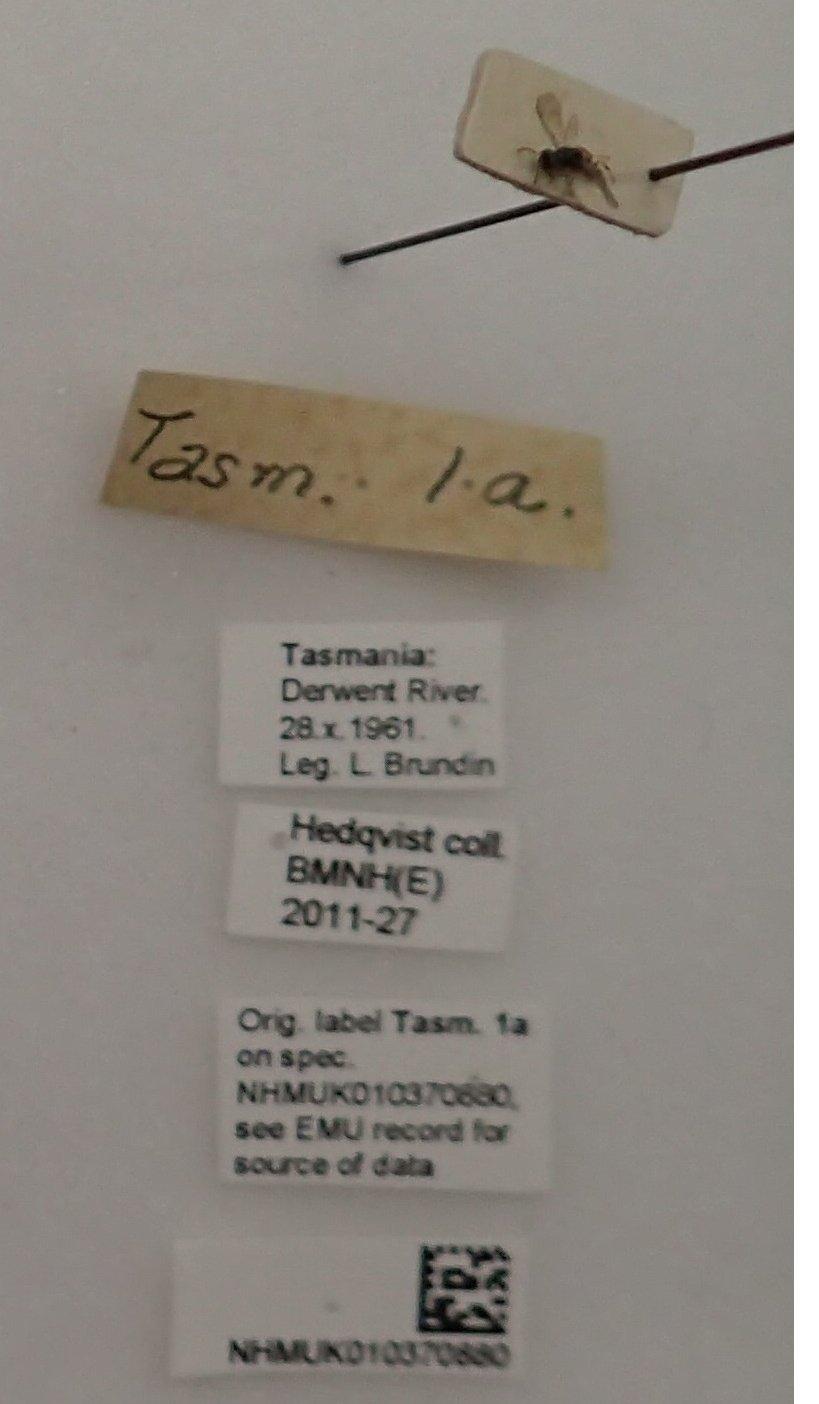 Tasm. 1.a.
Tasmania:
Derwent River.
28.x.1961.
Leg. L. Brundin
Hedqvist coll.
BMNH(E)
2011-27
Orig. label Tasm. 1a
on spec.
NHMUK010370880,
see EMU record for
source of data
NHMUK010370880